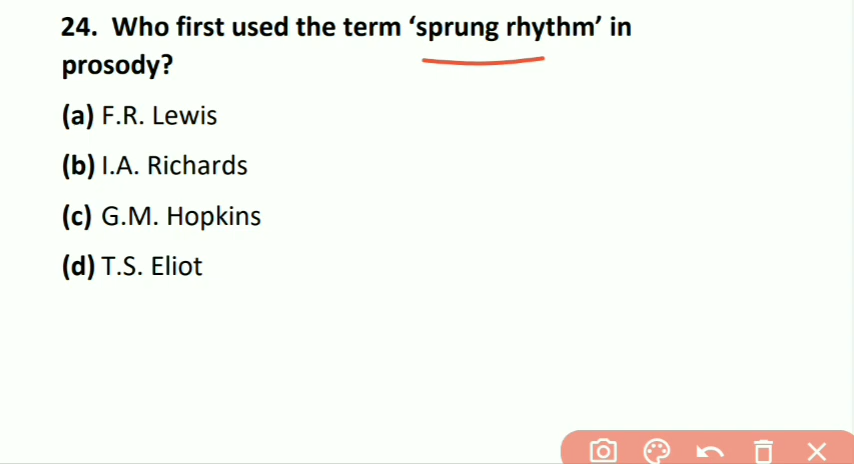 24. Who first used the term ‘sprung rhythm’ in
prosody?
(a) F.R. Lewis
(b) I.A. Richards
(c) G.M. Hopkins
(d) T.S. Eliot